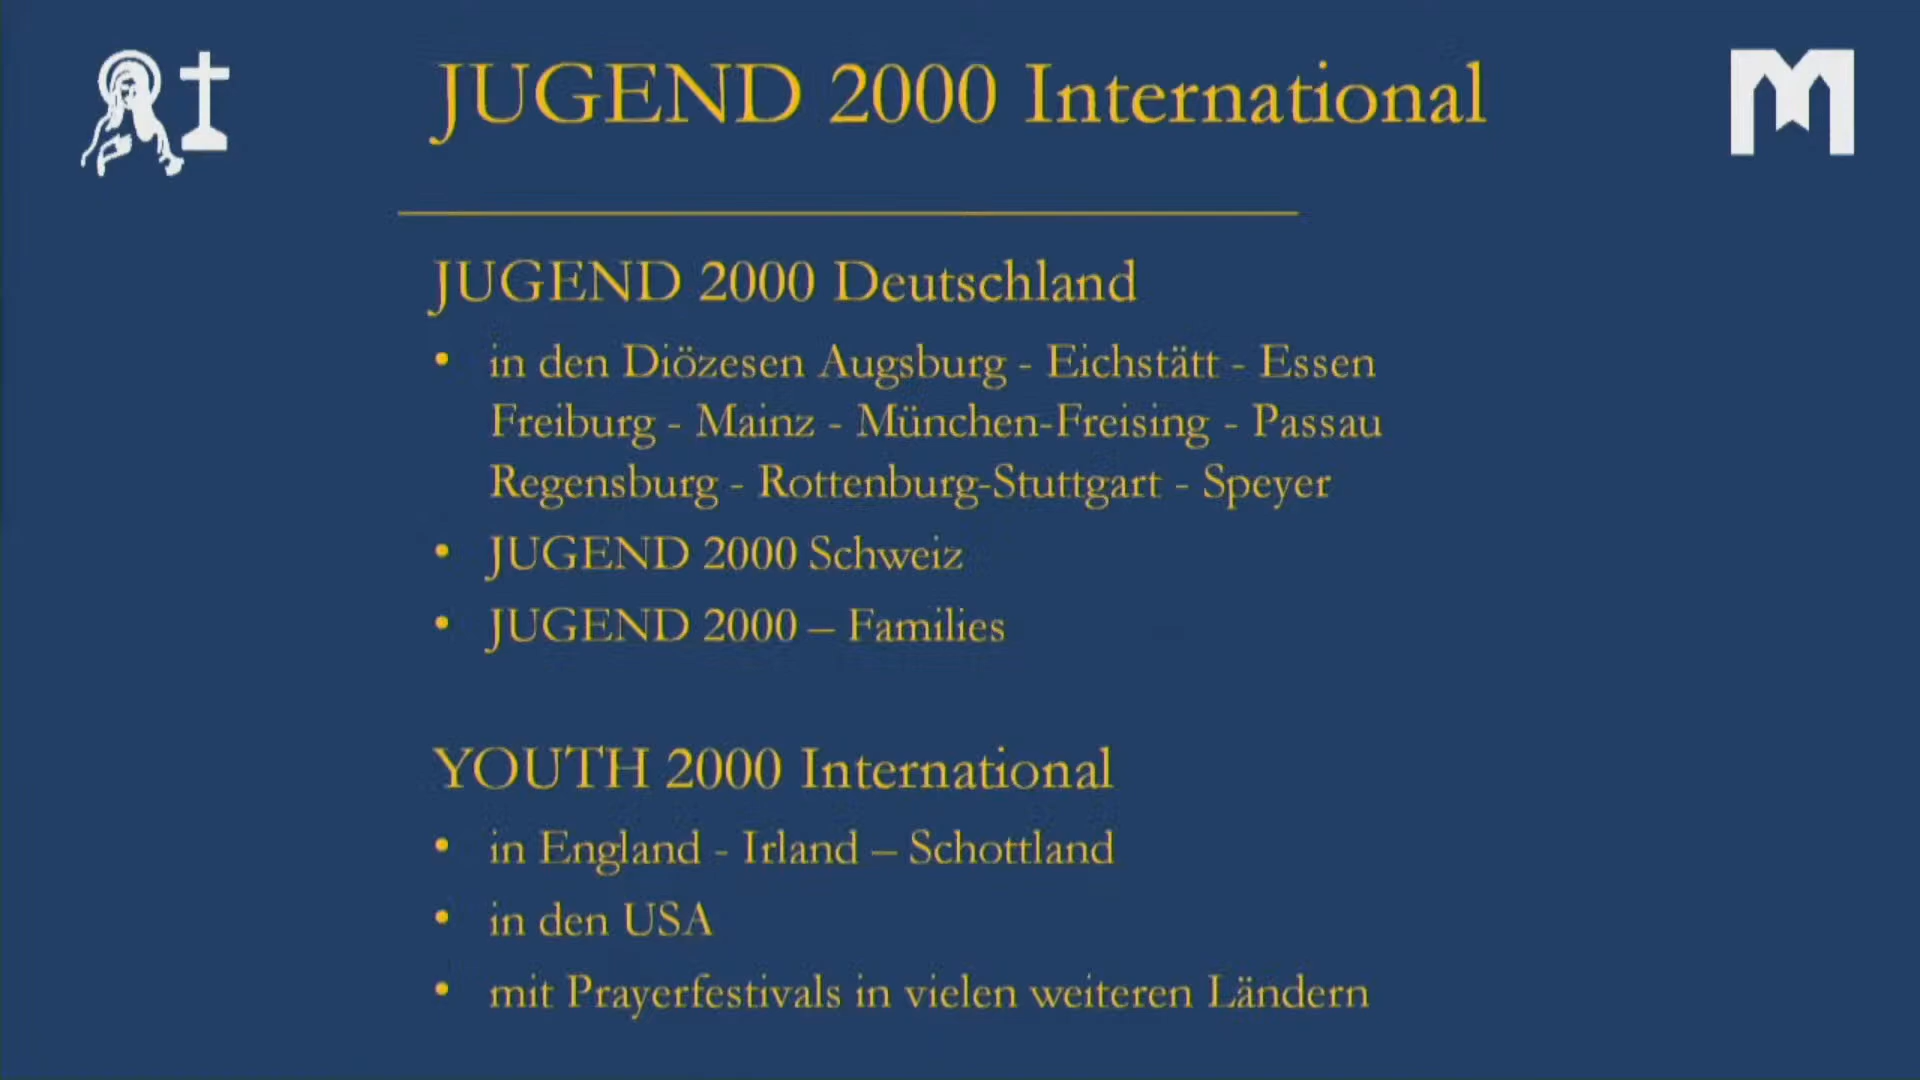 JUGEND 2000 International
JUGEND 2000 Deutschland
• in den Diözesen Augsburg - Eichstätt - Essen
Freiburg - Mainz - München-Freising - Passau
Regensburg - Rottenburg-Stuttgart - Speyer
• JUGEND 2000 Schweiz
• JUGEND 2000 – Families
YOUTH 2000 International
• in England - Irland – Schottland
• in den USA
• mit Prayerfestivals in vielen weiteren Ländern